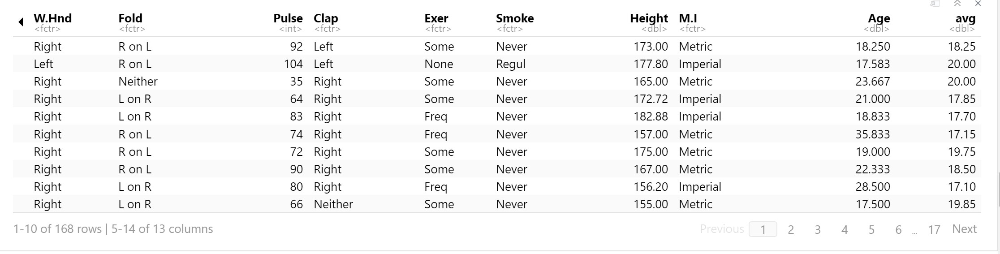 W.Hnd Fold Pulse Clap Exer Smoke Height M.I Age avg
<fctr> <fctr> <int> <fctr> <fctr> <fctr> <dbl> <fctr> <dbl> <dbl>
Right R on L 92 Left Some Never 173.00 Metric 18.250 18.25
Left R on L 104 Left None Regul 177.80 Imperial 17.583 20.00
Right Neither 35 Right Some Never 165.00 Metric 23.667 20.00
Right L on R 64 Right Some Never 172.72 Imperial 21.000 17.85
Right L on R 83 Right Freq Never 182.88 Imperial 18.833 17.70
Right R on L 74 Right Freq Never 157.00 Metric 35.833 17.15
Right R on L 72 Right Some Never 175.00 Metric 19.000 19.75
Right R on L 90 Right Some Never 167.00 Metric 22.333 18.50
Right L on R 80 Right Freq Never 156.20 Imperial 28.500 17.10
Right L on R 66 Neither Some Never 155.00 Metric 17.500 19.85
1-10 of 168 rows | 5-14 of 13 columns Previous 1 2 3 4 5 6 ... 17 Next